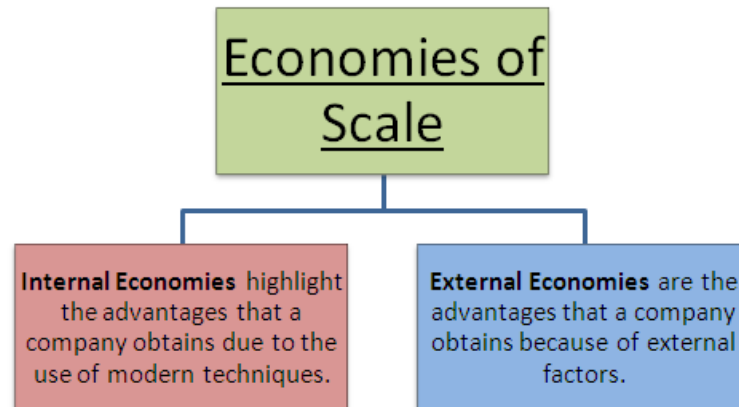 Economies of
Scale
Internal Economies highlight
the advantages that a
company obtains due to the
use of modern techniques.
External Economies are the
advantages that a company
obtains because of external
factors.